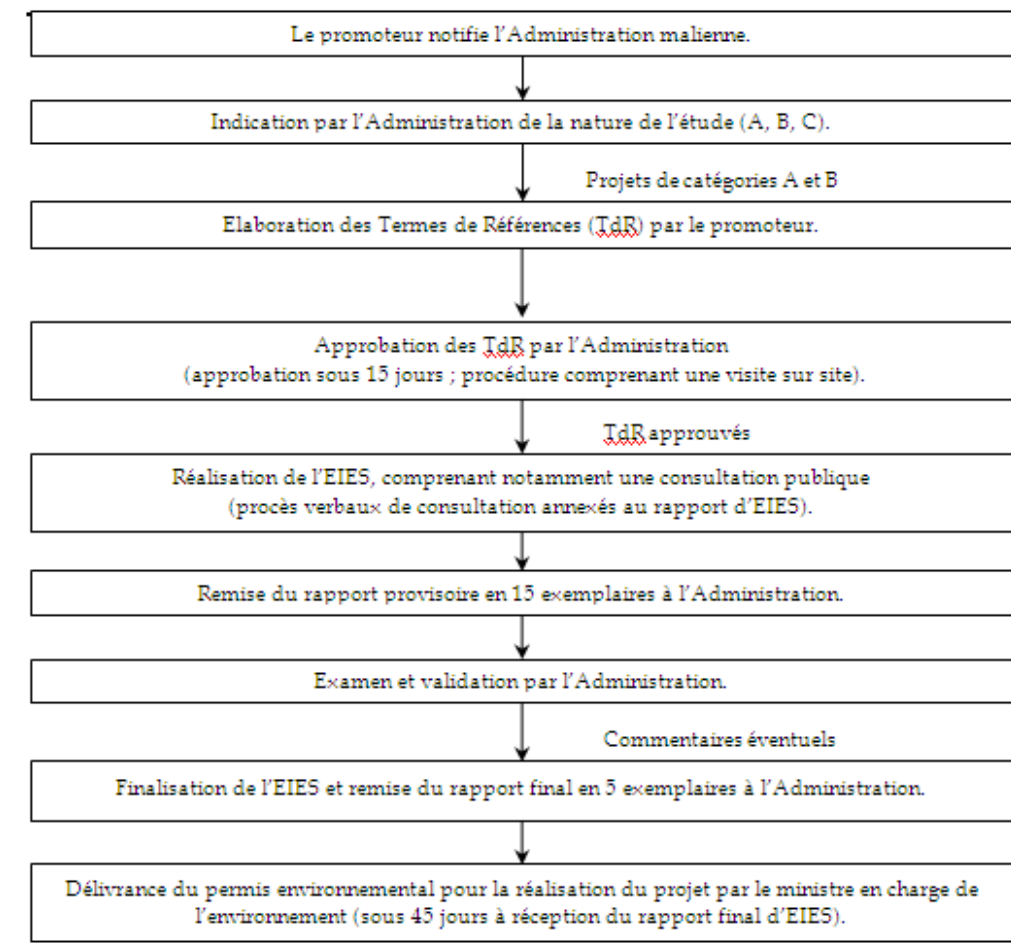 Le promoteur notifie l'Administration malienne.
Indication par l'Administration de la nature de l'étude (A, B, C).
Projets de catégories A et B
Elaboration des Termes de Références (TdR) par le promoteur.
Approbation des TdR par l'Administration
(approbation sous 15 jours ; procédure comprenant une visite sur site).
TdR approuvés
Réalisation de l'EIES, comprenant notamment une consultation publique
(procès verbaux de consultation annexés au rapport d'EIES).
Remise du rapport provisoire en 15 exemplaires à l'Administration.
Examen et validation par l'Administration.
Commentaires éventuels
Finalisation de l'EIES et remise du rapport final en 5 exemplaires à l'Administration.
Délivrance du permis environnemental pour la réalisation du projet par le ministre en charge de
l'environnement (sous 45 jours à réception du rapport final d'EIES).